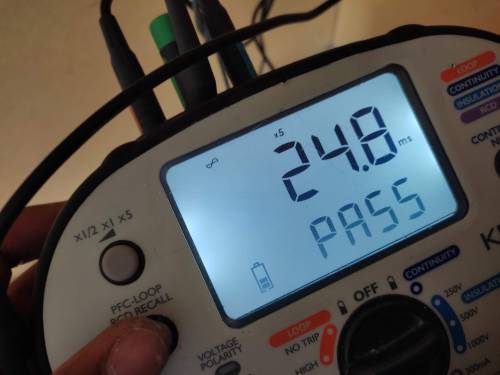 x5
24.8 ms
PASS
x1/2 x1 x5
PFC-LOOP
RCD RECALL
VOLTAGE
POLARITY
LOOP
CONTINUITY
INSULATION
OFF
CONTINUITY
LOOP
NO TRIP
HIGH
250V
500V
1000V